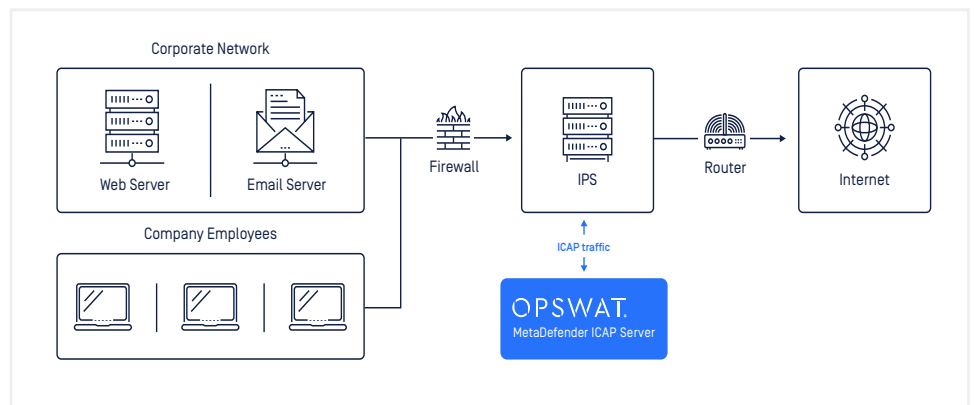 Corporate Network
Web Server
Email Server
Firewall
IPS
Router
Internet
Company Employees
ICAP traffic
OPSWAT.
MetaDefender ICAP Server